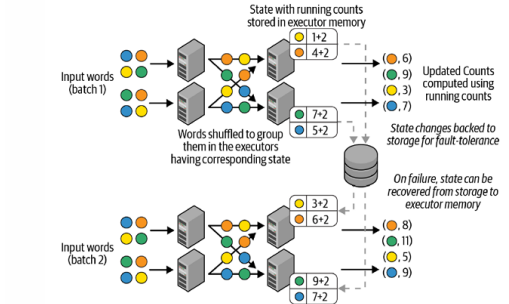 State with running counts
stored in executor memory
1+2
4+2
Input words
(batch 1)
(, 6)
(, 9)
(, 3)
(, 7)
Updated Counts
computed using
running counts
7+2
5+2
Words shuffled to group
them in the executors
having corresponding state
State changes backed to
storage for fault-tolerance
On failure, state can be
recovered from storage to
executor memory
3+2
6+2
Input words
(batch 2)
(, 8)
(, 11)
(, 5)
(, 9)
9+2
7+2